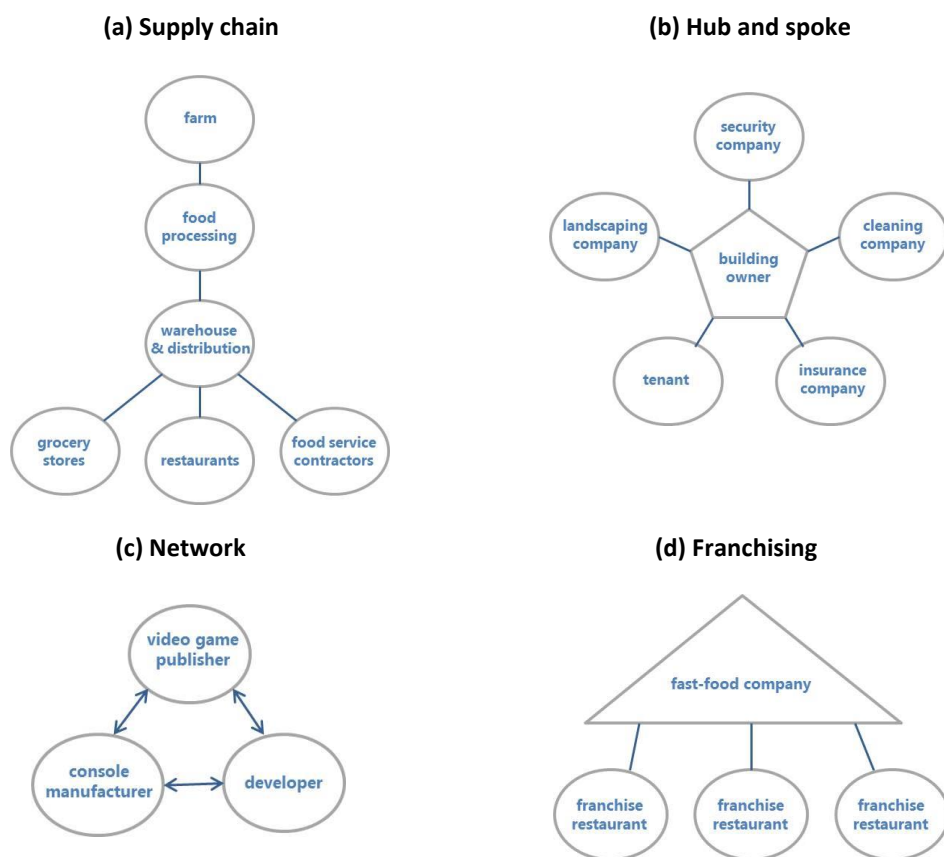 (a) Supply chain
farm
food
processing
warehouse
& distribution
grocery
stores
restaurants
food service
contractors
(b) Hub and spoke
security
company
landscaping
company
cleaning
company
building
owner
tenant
insurance
company
(c) Network
video game
publisher
console
manufacturer
developer
(d) Franchising
fast-food company
franchise
restaurant
franchise
restaurant
franchise
restaurant